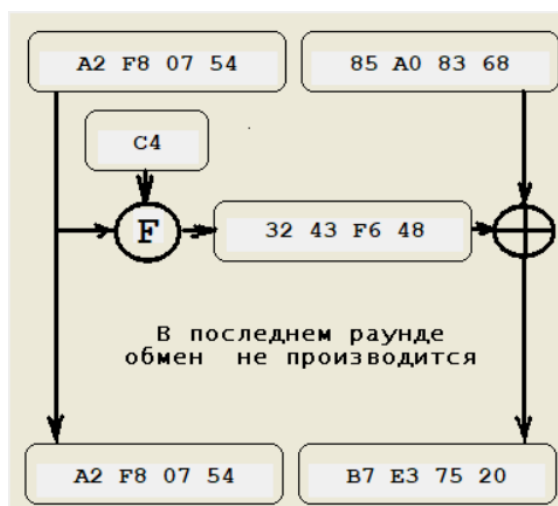 A2 F8 07 54
85 A0 83 68
C4
F
32 43 F6 48
В последнем раунде
обмен не производится
A2 F8 07 54
B7 E3 75 20